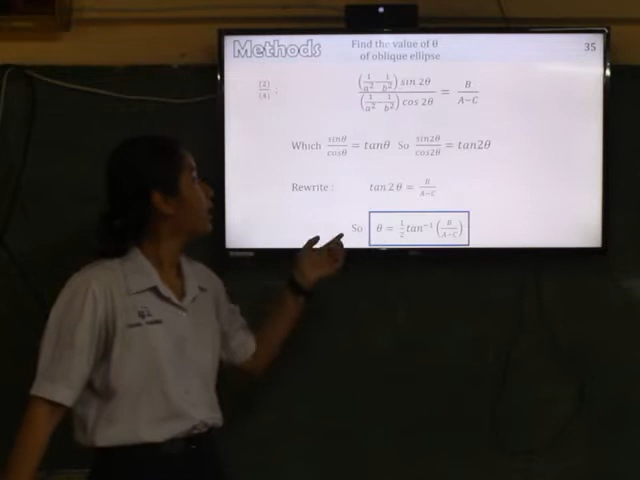 Methods
Find the value of θ
of oblique ellipse
35
(2)/(4) : ((1/a² - 1/b²) sin 2θ)/((1/a² - 1/b²) cos 2θ) = B/(A-C)
Which sinθ/cosθ = tanθ So sin2θ/cos2θ = tan2θ
Rewrite : tan 2 θ = B/(A-C)
So θ = 1/2 tan⁻¹ (B/(A-C))